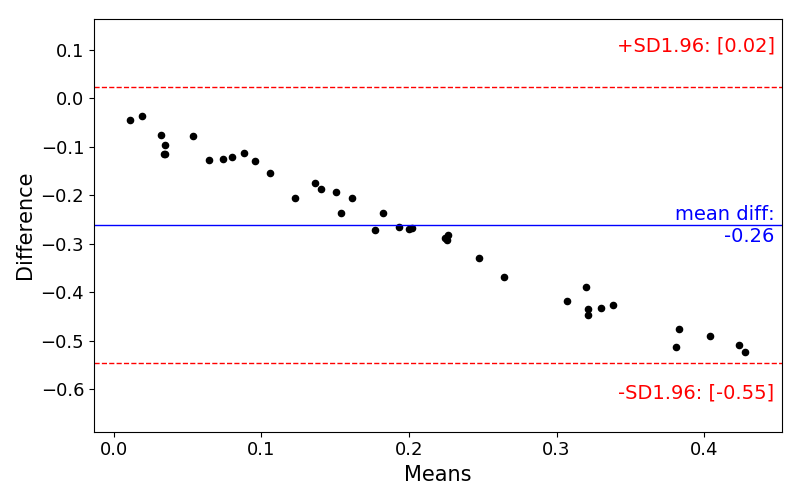 0.1
+SD1.96: [0.02]
0.0
−0.1
−0.2
mean diff:
-0.26
−0.3
−0.4
−0.5
−0.6
-SD1.96: [-0.55]
Difference
0.0 0.1 0.2 0.3 0.4
Means